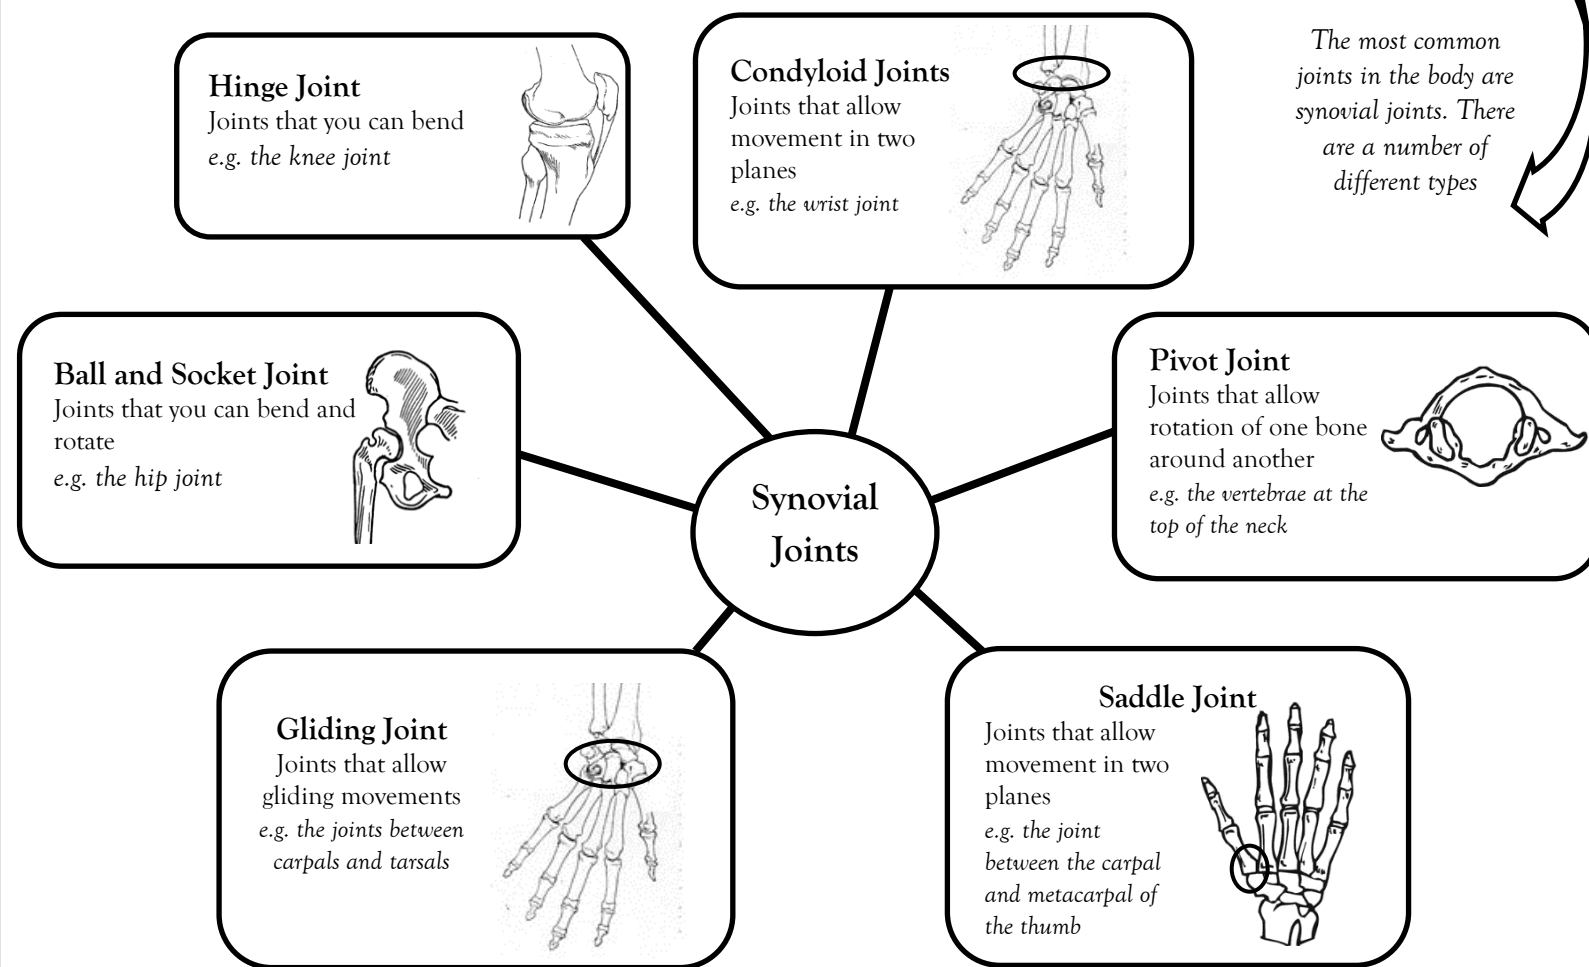 Hinge Joint
Joints that you can bend
e.g. the knee joint
Condyloid Joints
Joints that allow
movement in two
planes
e.g. the wrist joint
The most common
joints in the body are
synovial joints. There
are a number of
different types
Ball and Socket Joint
Joints that you can bend and
rotate
e.g. the hip joint
Synovial
Joints
Pivot Joint
Joints that allow
rotation of one bone
around another
e.g. the vertebrae at the
top of the neck
Gliding Joint
Joints that allow
gliding movements
e.g. the joints between
carpals and tarsals
Saddle Joint
Joints that allow
movement in two
planes
e.g. the joint
between the carpal
and metacarpal of
the thumb